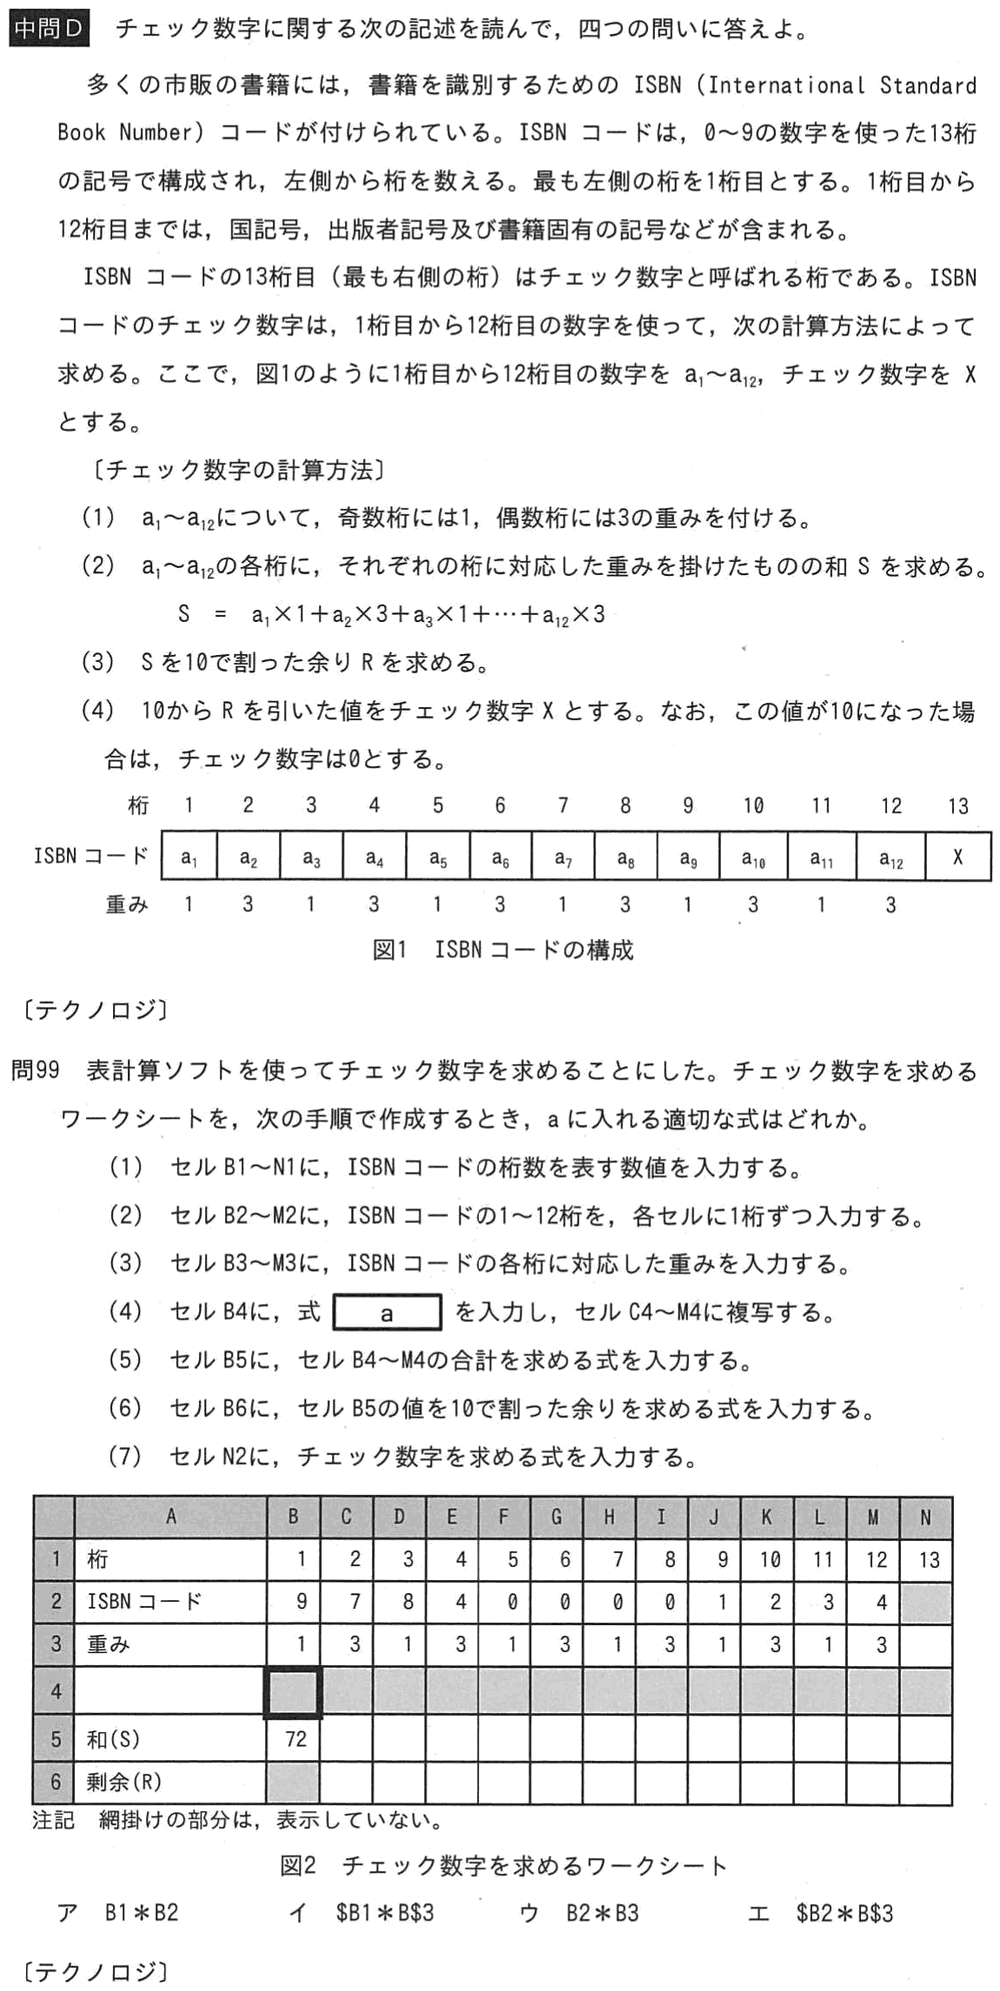 中問D　チェック数字に関する次の記述を読んで，四つの問いに答えよ。
多くの市販の書籍には，書籍を識別するための ISBN（International Standard
Book Number）コードが付けられている。ISBN コードは，0～9の数字を使った13桁
の記号で構成され，左側から桁を数える。最も左側の桁を1桁目とする。1桁目から
12桁目までは，国記号，出版者記号及び書籍固有の記号などが含まれる。
ISBN コードの13桁目（最も右側の桁）はチェック数字と呼ばれる桁である。ISBN
コードのチェック数字は，1桁目から12桁目の数字を使って，次の計算方法によって
求める。ここで，図1のように1桁目から12桁目の数字を a₁～a₁₂，チェック数字を X
とする。
〔チェック数字の計算方法〕
(1)　a₁～a₁₂について，奇数桁には1，偶数桁には3の重みを付ける。
(2)　a₁～a₁₂の各桁に，それぞれの桁に対応した重みを掛けたものの和 S を求める。
S　=　a₁×1＋a₂×3＋a₃×1＋…＋a₁₂×3
(3)　S を10で割った余り R を求める。
(4)　10から R を引いた値をチェック数字 X とする。なお，この値が10になった場
合は，チェック数字は0とする。
桁　1　2　3　4　5　6　7　8　9　10　11　12　13
ISBN コード　a₁　a₂　a₃　a₄　a₅　a₆　a₇　a₈　a₉　a₁₀　a₁₁　a₁₂　X
重み　1　3　1　3　1　3　1　3　1　3　1　3
図1　ISBN コードの構成
〔テクノロジ〕
問99　表計算ソフトを使ってチェック数字を求めることにした。チェック数字を求める
ワークシートを，次の手順で作成するとき，a に入れる適切な式はどれか。
(1)　セル B1～N1に，ISBN コードの桁数を表す数値を入力する。
(2)　セル B2～M2に，ISBN コードの1～12桁を，各セルに1桁ずつ入力する。
(3)　セル B3～M3に，ISBN コードの各桁に対応した重みを入力する。
(4)　セル B4に，式　a　を入力し，セル C4～M4に複写する。
(5)　セル B5に，セル B4～M4の合計を求める式を入力する。
(6)　セル B6に，セル B5の値を10で割った余りを求める式を入力する。
(7)　セル N2に，チェック数字を求める式を入力する。
A　B　C　D　E　F　G　H　I　J　K　L　M　N
1　桁　1　2　3　4　5　6　7　8　9　10　11　12　13
2　ISBN コード　9　7　8　4　0　0　0　0　1　2　3　4
3　重み　1　3　1　3　1　3　1　3　1　3　1　3
4
5　和(S)　72
6　剰余(R)
注記　網掛けの部分は，表示していない。
図2　チェック数字を求めるワークシート
ア　B1＊B2　イ　$B1＊B$3　ウ　B2＊B3　エ　$B2＊B$3
〔テクノロジ〕